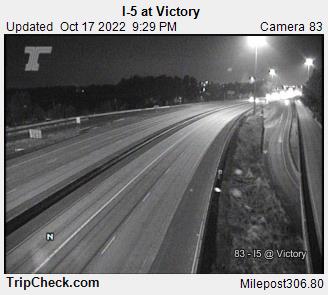 I-5 at Victory
Updated Oct 17 2022 9:29 PM Camera 83
T
N
83 - I5 @ Victory
TripCheck.com Milepost306.80